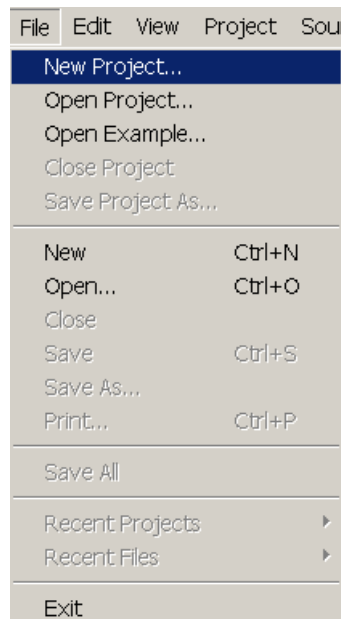 File Edit View Project Sou
New Project...
Open Project...
Open Example...
Close Project
Save Project As...
New Ctrl+N
Open... Ctrl+O
Close
Save Ctrl+S
Save As...
Print... Ctrl+P
Save All
Recent Projects
Recent Files
Exit